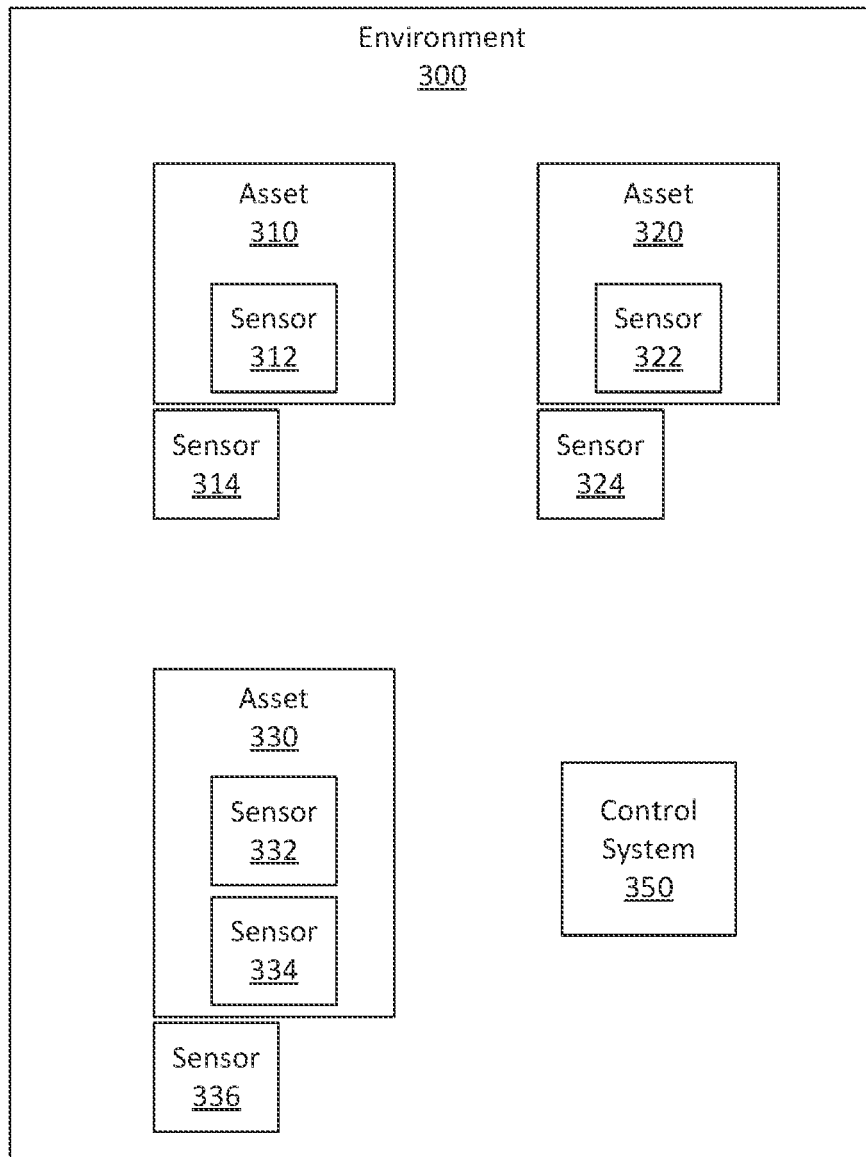 Environment
300
Asset
310
Sensor
312
Sensor
314
Asset
320
Sensor
322
Sensor
324
Asset
330
Sensor
332
Sensor
334
Sensor
336
Control
System
350